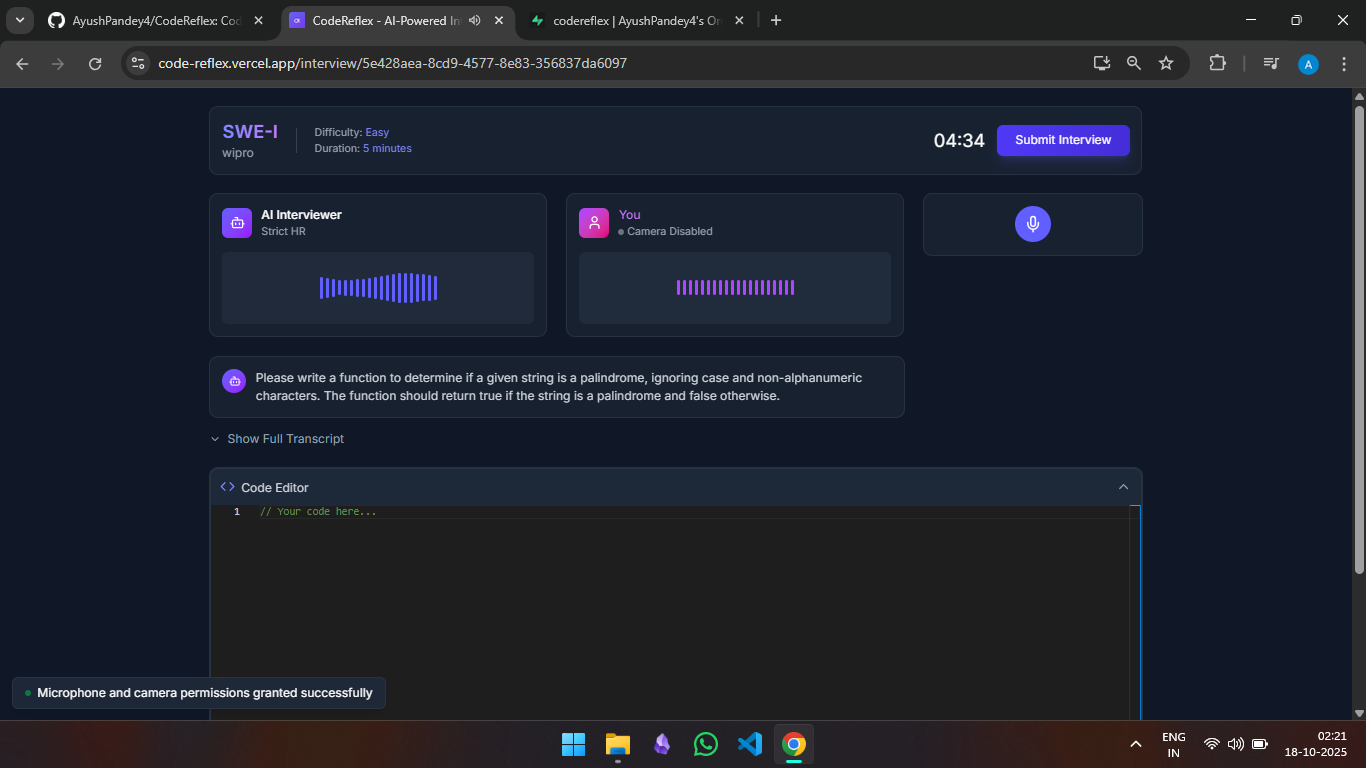 AyushPandey4/CodeReflex: Cod
CodeReflex - AI-Powered In
codereflex | AyushPandey4's Or
code-reflex.vercel.app/interview/5e428aea-8cd9-4577-8e83-356837da6097
A
SWE-I
wipro
Difficulty: Easy
Duration: 5 minutes
04:34
Submit Interview
AI Interviewer
Strict HR
You
Camera Disabled
Please write a function to determine if a given string is a palindrome, ignoring case and non-alphanumeric
characters. The function should return true if the string is a palindrome and false otherwise.
Show Full Transcript
<> Code Editor
1 // Your code here...
Microphone and camera permissions granted successfully
ENG
IN
02:21
18-10-2025